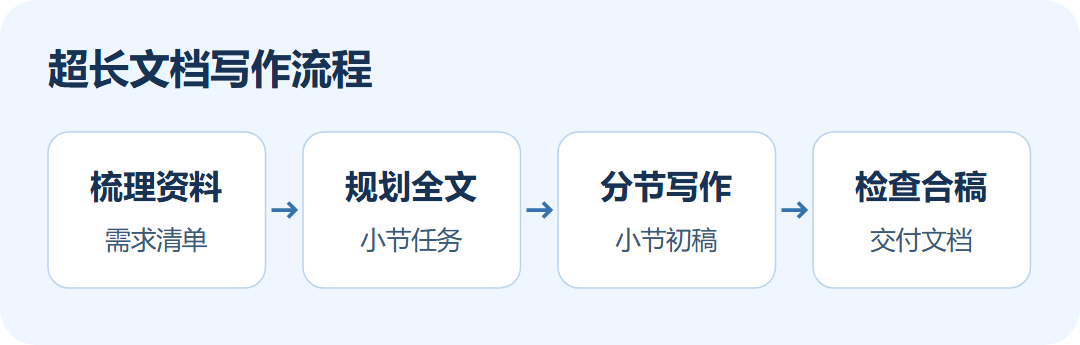 超长文档写作流程
梳理资料
需求清单
→
规划全文
小节任务
→
分节写作
小节初稿
→
检查合稿
交付文档